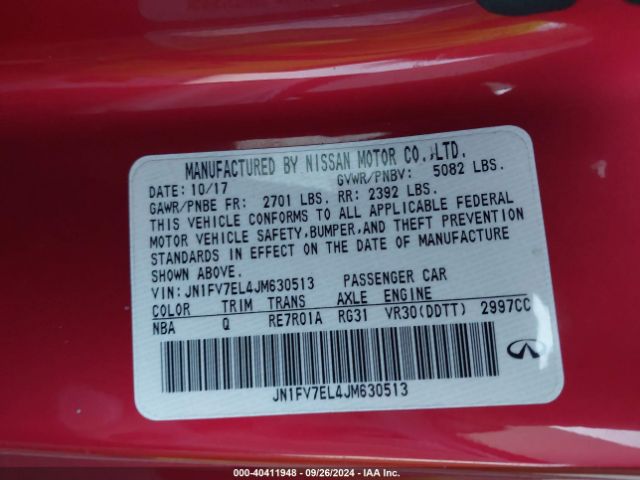 MANUFACTURED BY NISSAN MOTOR CO.,LTD.
DATE: 10/17 GVWR/PNBV: 5082 LBS.
GAWR/PNBE FR: 2701 LBS. RR: 2392 LBS.
THIS VEHICLE CONFORMS TO ALL APPLICABLE FEDERAL
MOTOR VEHICLE SAFETY,BUMPER,AND THEFT PREVENTION
STANDARDS IN EFFECT ON THE DATE OF MANUFACTURE
SHOWN ABOVE.
VIN: JN1FV7EL4JM630513 PASSENGER CAR
COLOR TRIM TRANS AXLE ENGINE
NBA Q RE7R01A RG31 VR30(DDTT) 2997CC
JN1FV7EL4JM630513
000-40411948 - 09/26/2024 - IAA Inc.